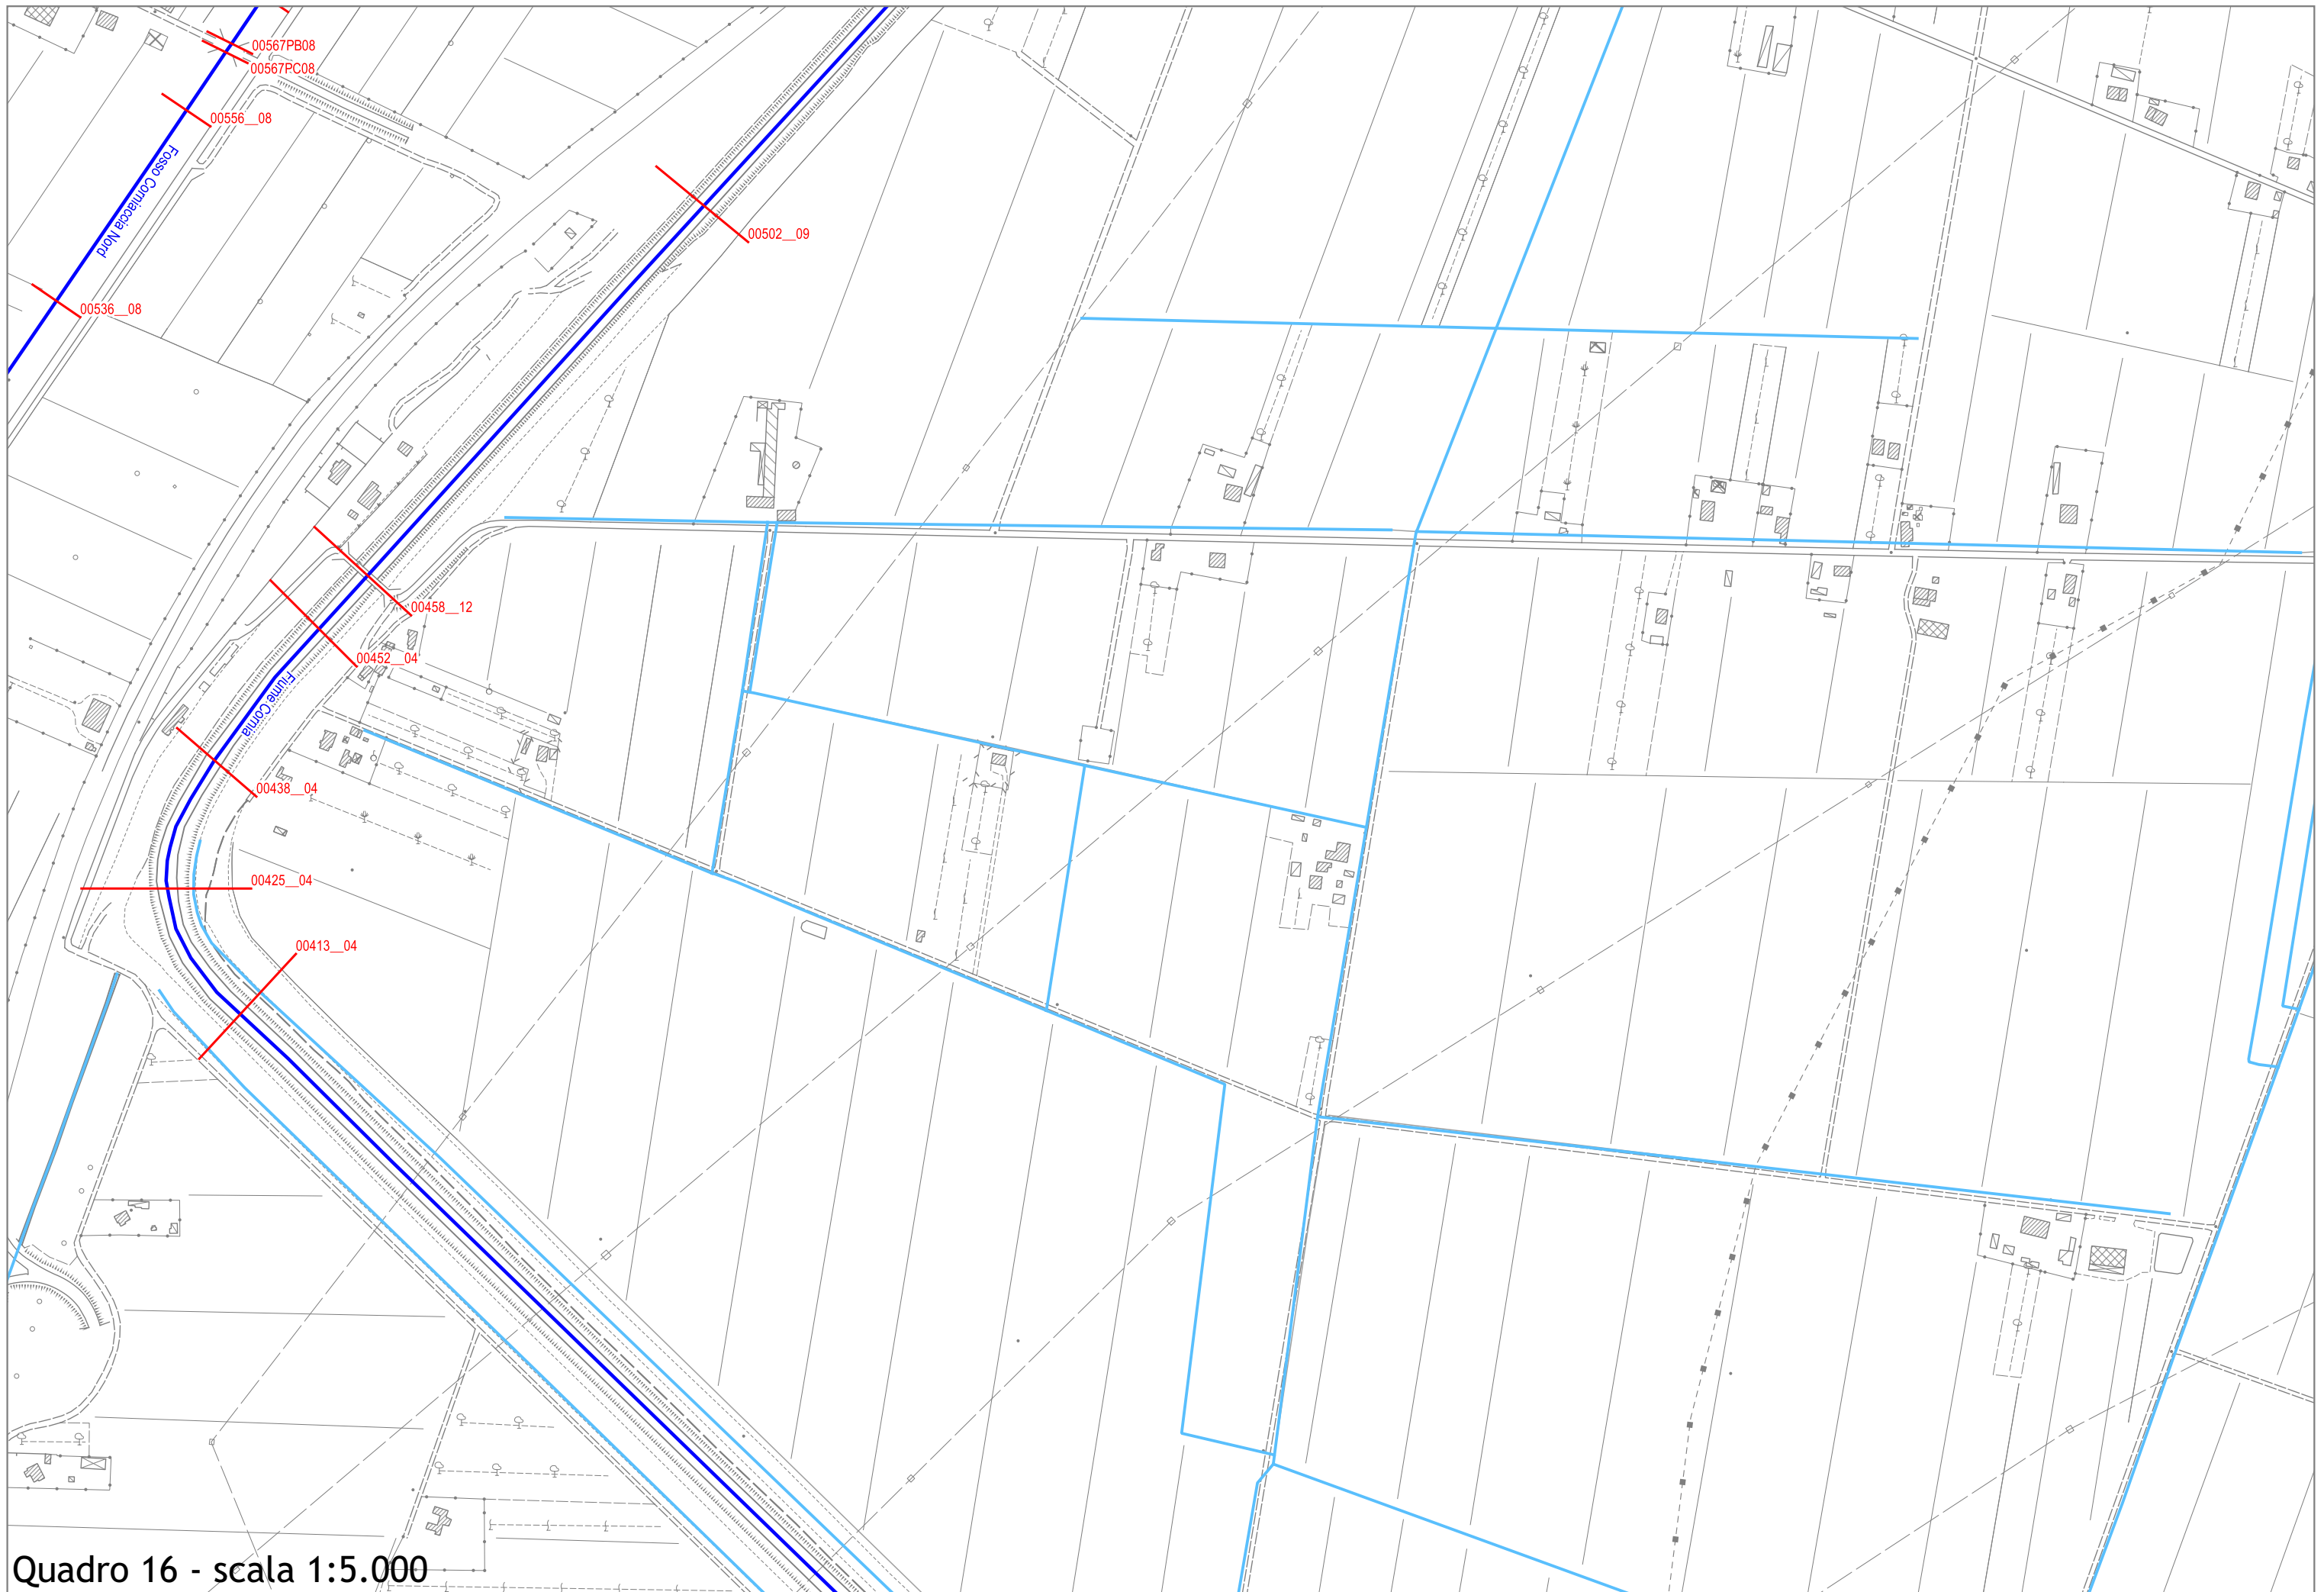 00567PB08
00567PC08
00556__08
Fosso Corniaccia Nord
00502__09
00536__08
00458__12
00452__04
Fiume Cornia
00438__04
00425__04
00413__04
Quadro 16 - scala 1:5.000